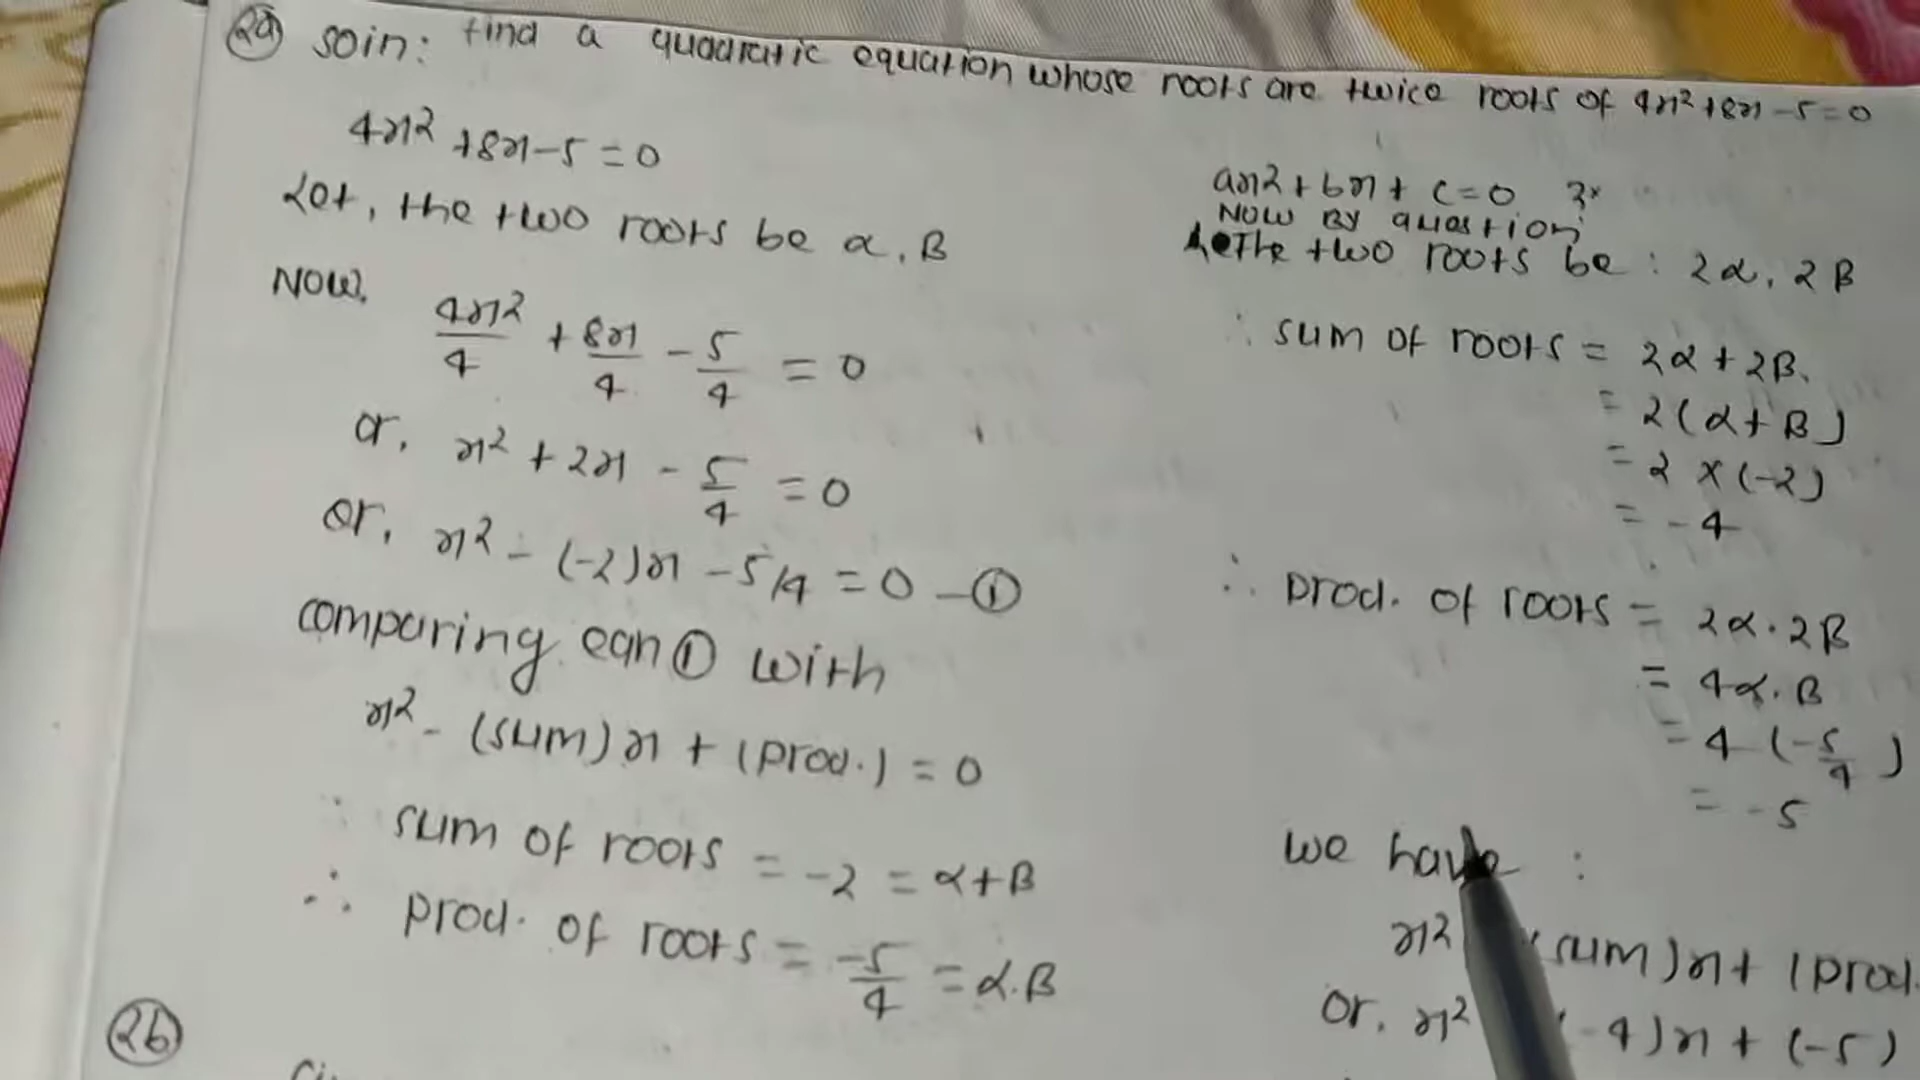 2a soln: find a quadratic equation whose roots are twice roots of 4x² + 8x - 5 = 0
4x² + 8x - 5 = 0
Let, the two roots be α, β
Now,
4x²/4 + 8x/4 - 5/4 = 0
or, x² + 2x - 5/4 = 0
or, x² - (-2)x - 5/4 = 0 — ①
comparing eqn ① with
x² - (sum)x + (prod.) = 0
∴ sum of roots = -2 = α + β
∴ prod. of roots = -5/4 = α.β
2b
ax² + bx + c = 0
Now By question,
The two roots be : 2α, 2β
∴ sum of roots = 2α + 2β.
= 2(α + β)
= 2 × (-2)
= -4
∴ prod. of roots = 2α.2β
= 4α.β
= 4(-5/4)
= -5
we have :
x² (sum)x + (prod.
or, x² -4)x + (-5)